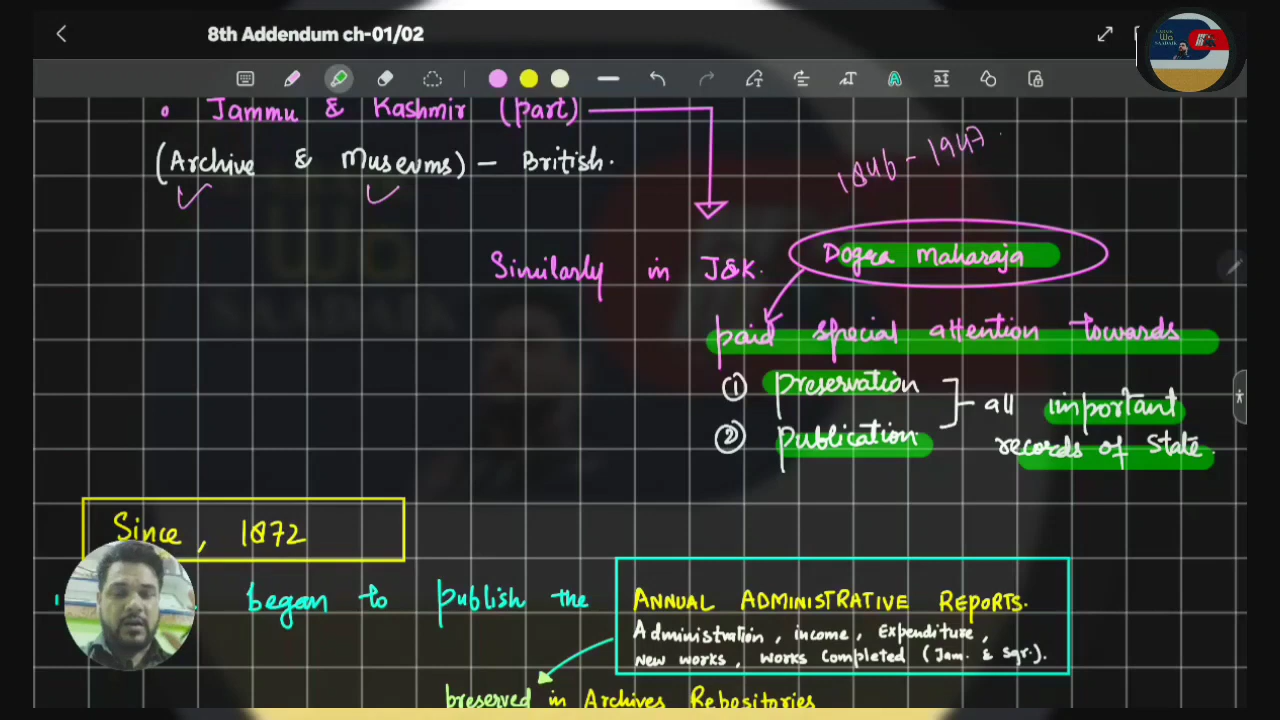 8th Addendum ch-01/02
• Jammu & Kashmir (part)
(Archive & Museums) - British.
1846 - 1947
Similarly in J&K.
Dogra Maharaja
paid special attention towards
① preservation
② publication
all important
records of State.
Since, 1872
began to publish the
ANNUAL ADMINISTRATIVE REPORTS.
Administration, income, Expenditure,
New works, works completed (Jam. & Sgr.).
preserved in Archives Repositories